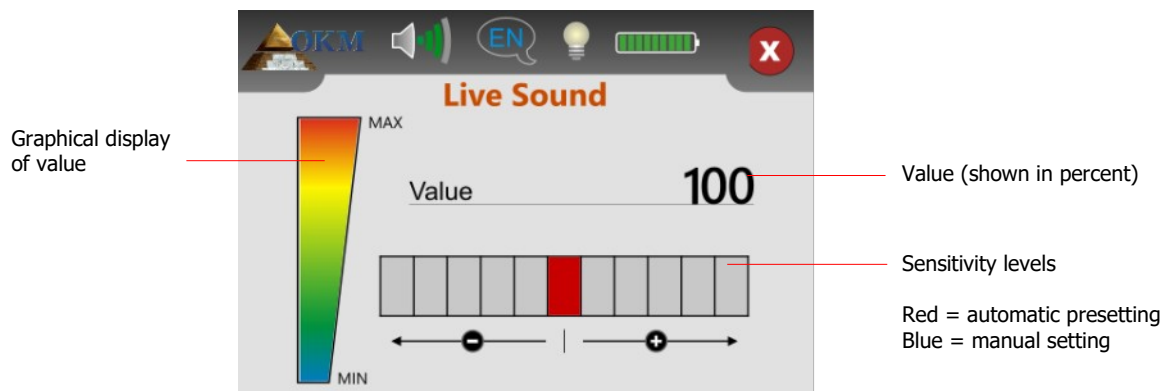 OKM
EN
X
Live Sound
Graphical display
of value
MAX
Value
100
Value (shown in percent)
Sensitivity levels
Red = automatic presetting
Blue = manual setting
MIN